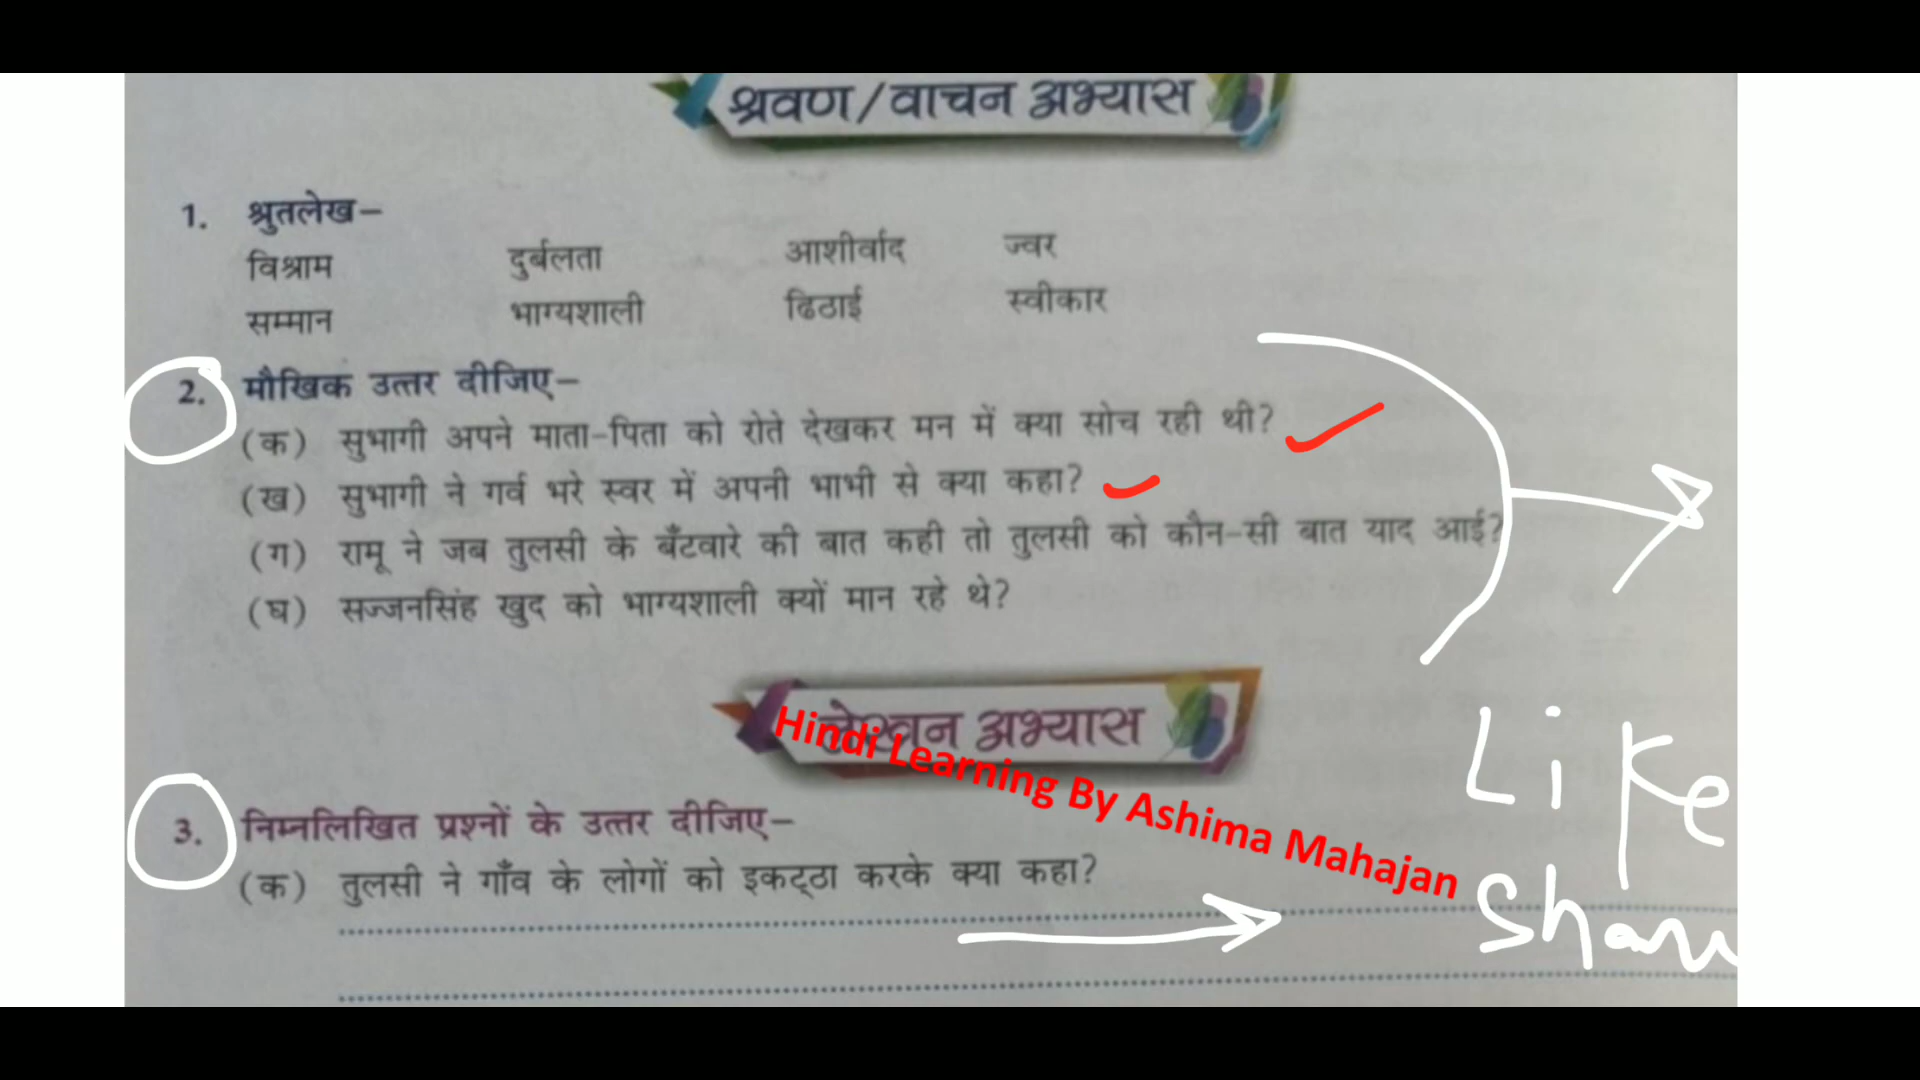 श्रवण/वाचन अभ्यास
1. श्रुतलेख–
विश्राम दुर्बलता आशीर्वाद ज्वर
सम्मान भाग्यशाली ढिठाई स्वीकार
2. मौखिक उत्तर दीजिए–
(क) सुभागी अपने माता-पिता को रोते देखकर मन में क्या सोच रही थी?
(ख) सुभागी ने गर्व भरे स्वर में अपनी भाभी से क्या कहा?
(ग) रामू ने जब तुलसी के बँटवारे की बात कही तो तुलसी को कौन-सी बात याद आई?
(घ) सज्जनसिंह खुद को भाग्यशाली क्यों मान रहे थे?
लेखन अभ्यास
Hindi Learning By Ashima Mahajan
Like
3. निम्नलिखित प्रश्नों के उत्तर दीजिए–
(क) तुलसी ने गाँव के लोगों को इकट्ठा करके क्या कहा?